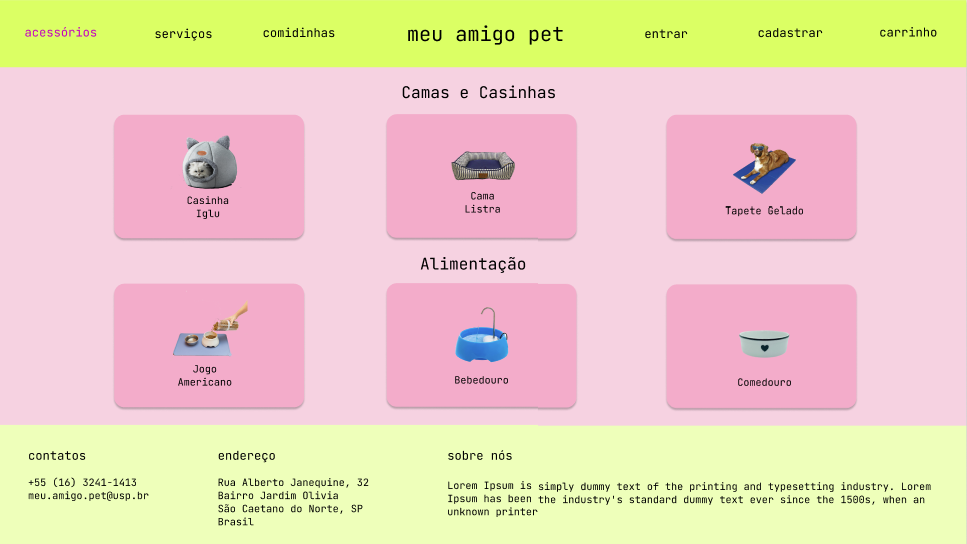 acessórios serviços comidinhas meu amigo pet entrar cadastrar carrinho
Camas e Casinhas
Casinha
Iglu
Cama
Listra
Tapete Gelado
Alimentação
Jogo
Americano
Bebedouro
Comedouro
contatos
+55 (16) 3241-1413
meu.amigo.pet@usp.br
endereço
Rua Alberto Janequine, 32
Bairro Jardim Olivia
São Caetano do Norte, SP
Brasil
sobre nós
Lorem Ipsum is simply dummy text of the printing and typesetting industry. Lorem
Ipsum has been the industry's standard dummy text ever since the 1500s, when an
unknown printer